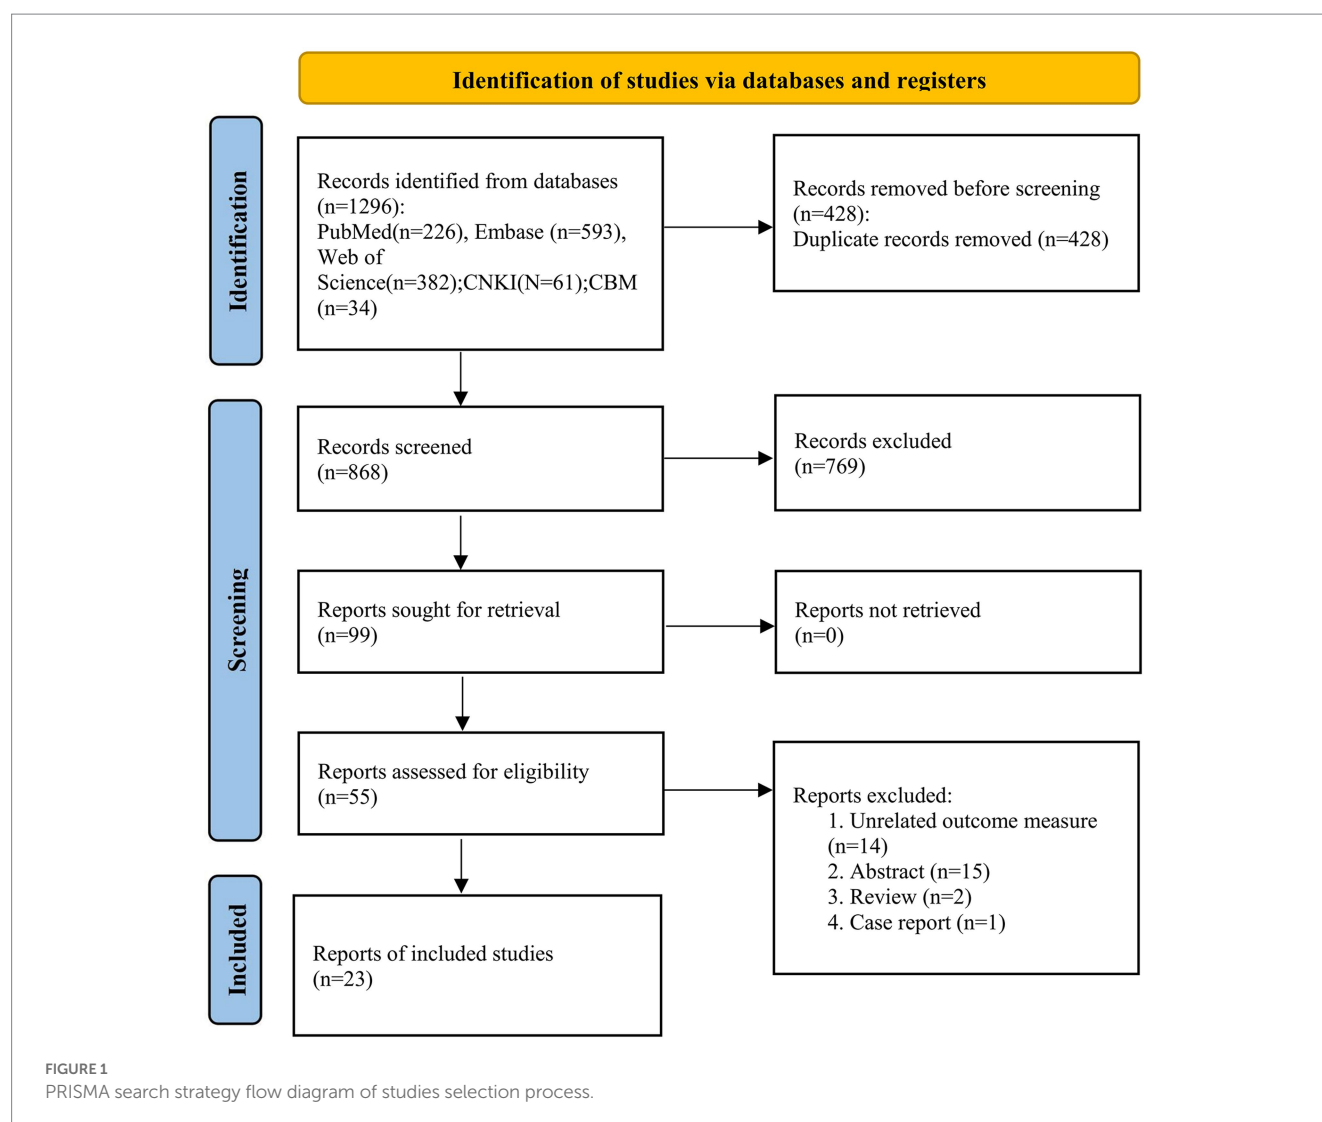 Identification of studies via databases and registers
Identification
Records identified from databases
(n=1296):
PubMed(n=226), Embase (n=593),
Web of
Science(n=382);CNKI(N=61);CBM
(n=34)
Records removed before screening
(n=428):
Duplicate records removed (n=428)
Screening
Records screened
(n=868)
Records excluded
(n=769)
Reports sought for retrieval
(n=99)
Reports not retrieved
(n=0)
Reports assessed for eligibility
(n=55)
Reports excluded:
1. Unrelated outcome measure
(n=14)
2. Abstract (n=15)
3. Review (n=2)
4. Case report (n=1)
Included
Reports of included studies
(n=23)
FIGURE 1
PRISMA search strategy flow diagram of studies selection process.